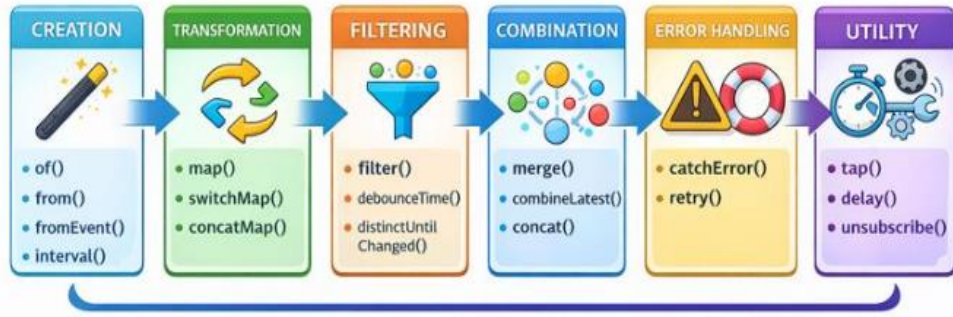 CREATION
• of()
• from()
• fromEvent()
• interval()
TRANSFORMATION
• map()
• switchMap()
• concatMap()
FILTERING
• filter()
• debounceTime()
• distinctUntil
Changed()
COMBINATION
• merge()
• combineLatest()
• concat()
ERROR HANDLING
• catchError()
• retry()
UTILITY
• tap()
• delay()
• unsubscribe()